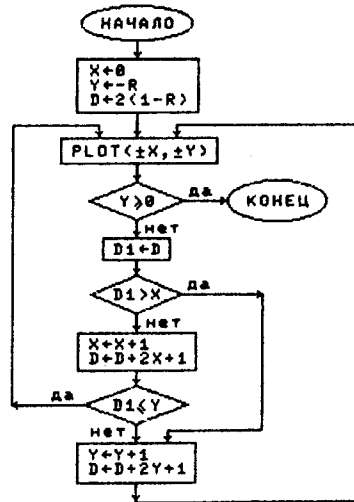 НАЧАЛО
X←0
Y←-R
D←2(1-R)
PLOT(±X,±Y)
Y⩾0
да
КОНЕЦ
нет
D1←D
D1>X
да
нет
X←X+1
D←D+2X+1
D1⩽Y
да
нет
Y←Y+1
D←D+2Y+1